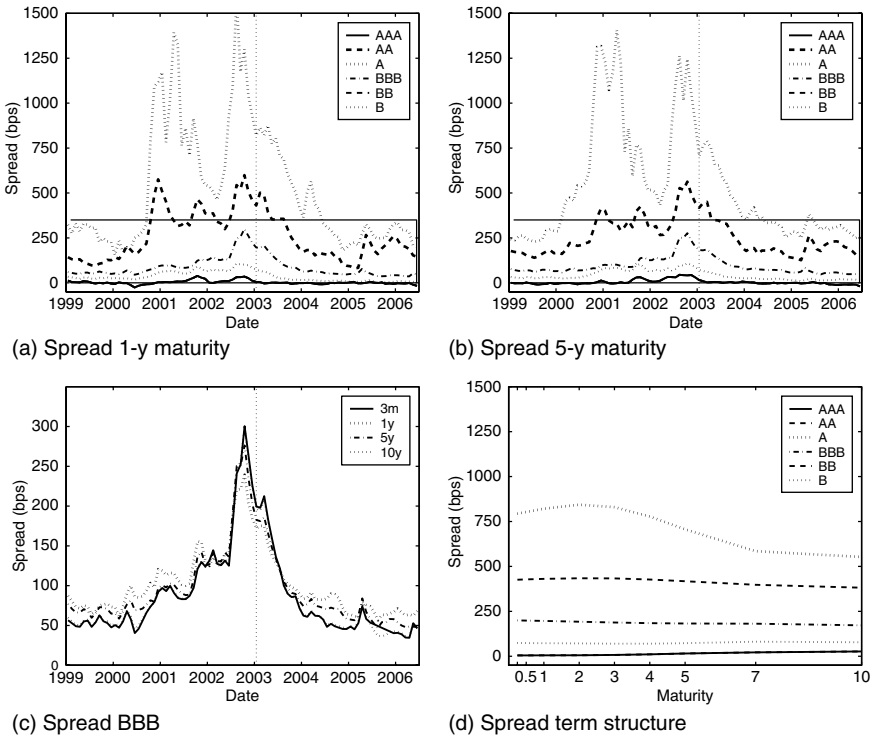 1500
1250
1000
750
500
250
0
Spread (bps)
1999 2000 2001 2002 2003 2004 2005 2006
Date
AAA
AA
A
BBB
BB
B
(a) Spread 1-y maturity
1500
1250
1000
750
500
250
0
Spread (bps)
1999 2000 2001 2002 2003 2004 2005 2006
Date
AAA
AA
A
BBB
BB
B
(b) Spread 5-y maturity
300
250
200
150
100
50
0
Spread (bps)
1999 2000 2001 2002 2003 2004 2005 2006
Date
3m
1y
5y
10y
(c) Spread BBB
1500
1250
1000
750
500
250
0
Spread (bps)
0.5 1 2 3 4 5 7 10
Maturity
AAA
AA
A
BBB
BB
B
(d) Spread term structure